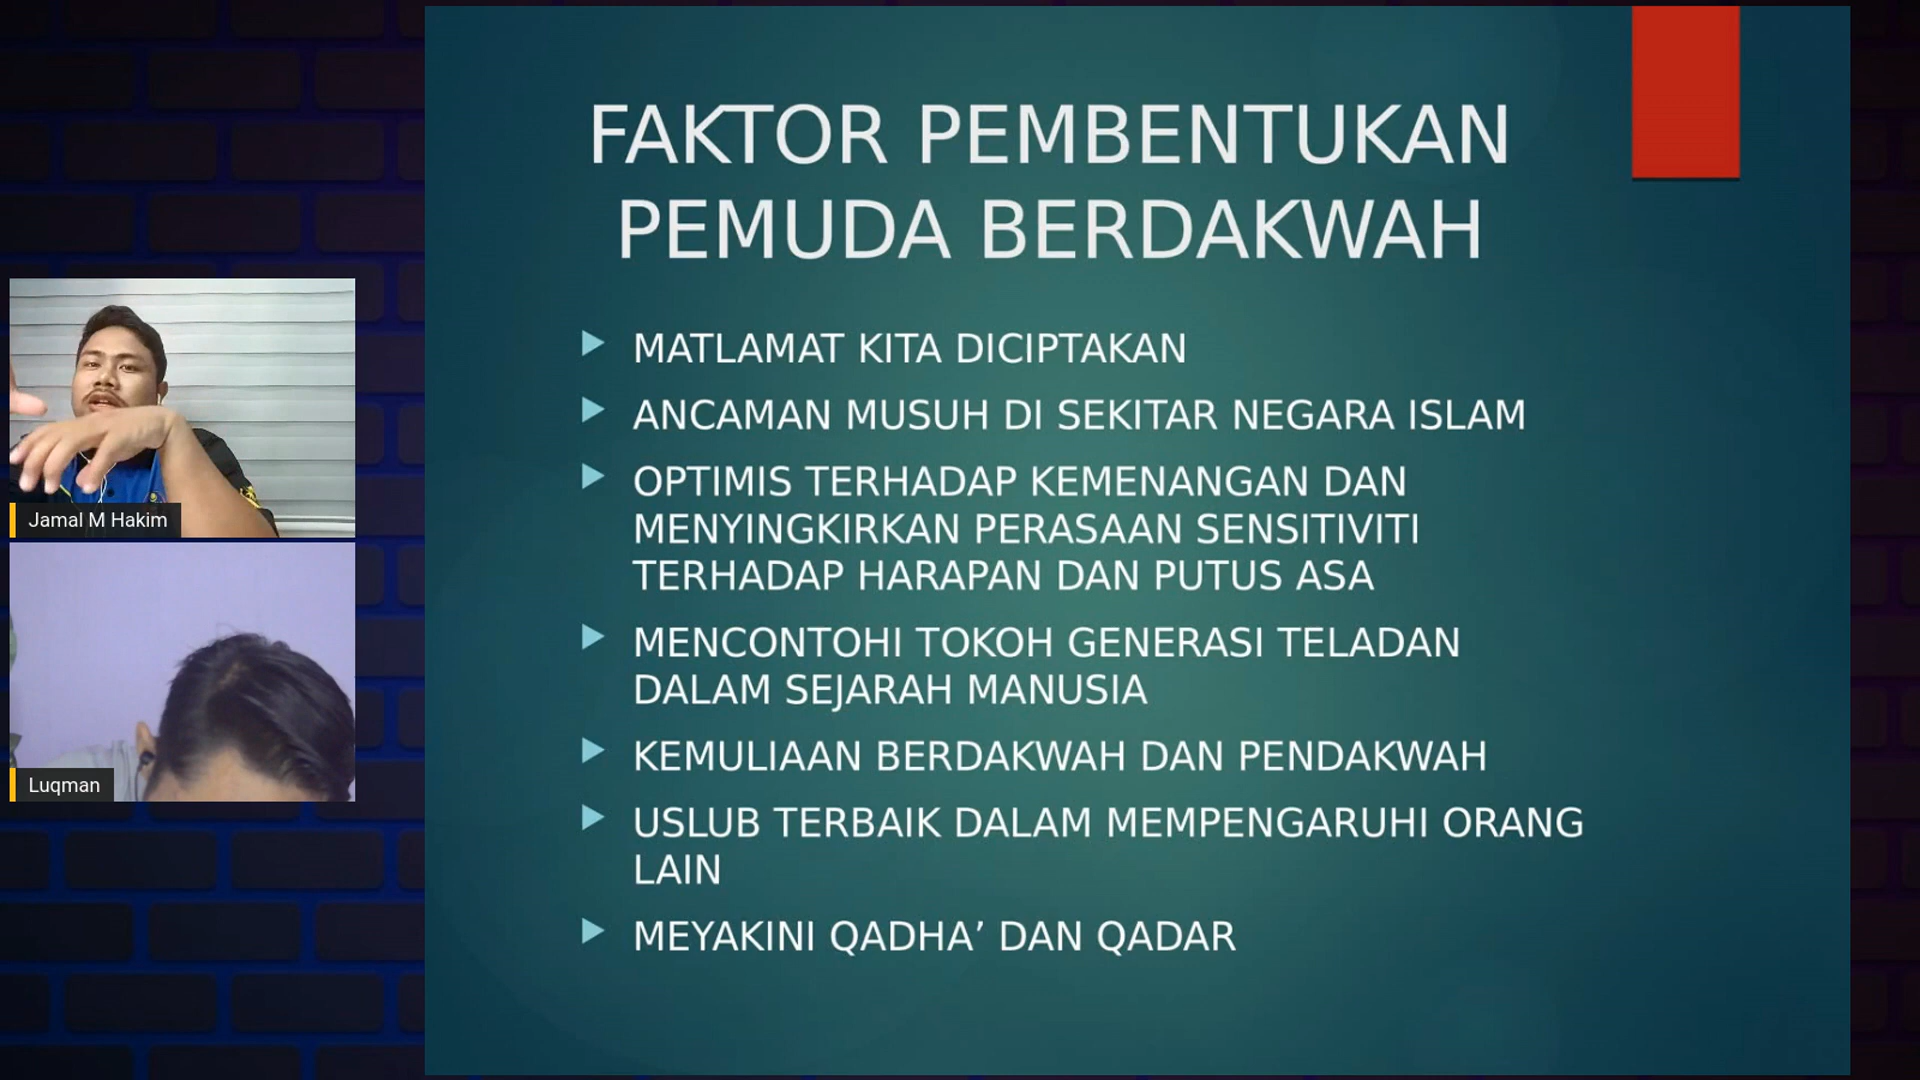 FAKTOR PEMBENTUKAN
PEMUDA BERDAKWAH
MATLAMAT KITA DICIPTAKAN
ANCAMAN MUSUH DI SEKITAR NEGARA ISLAM
OPTIMIS TERHADAP KEMENANGAN DAN
MENYINGKIRKAN PERASAAN SENSITIVITI
TERHADAP HARAPAN DAN PUTUS ASA
MENCONTOHI TOKOH GENERASI TELADAN
DALAM SEJARAH MANUSIA
KEMULIAAN BERDAKWAH DAN PENDAKWAH
USLUB TERBAIK DALAM MEMPENGARUHI ORANG
LAIN
MEYAKINI QADHA’ DAN QADAR
Jamal M Hakim
Luqman